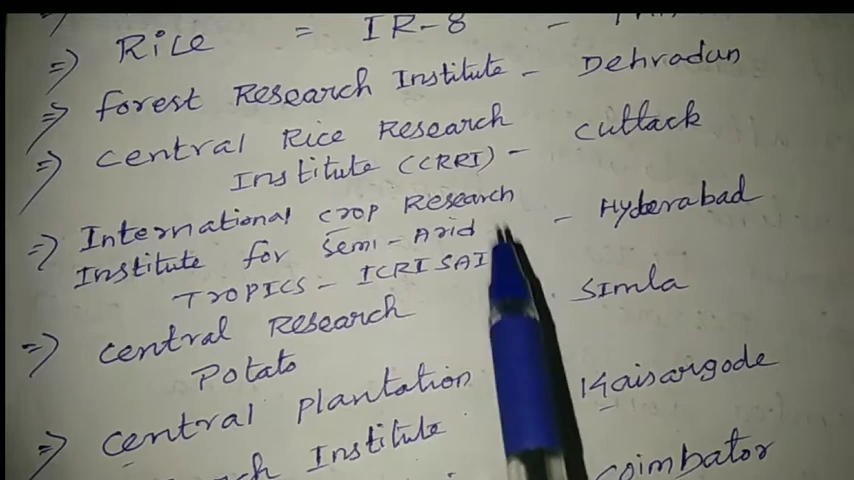 => Rice = IR-8 -
=> Forest Research Institute - Dehradun
=> Central Rice Research Institute (CRRI) - Cuttack
=> International crop Research
Institute for Semi-Arid - Hyderabad
TROPICS - ICRISAT
=> Central Research
Potato Simla
=> Central plantation
Institute Kaisargode
Coimbator